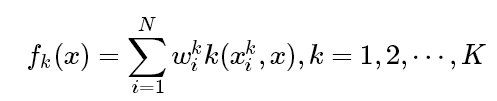 $f_k(x) = \sum_{i=1}^{N} w_i^k k(x_i^k, x), k = 1, 2, \cdots, K$